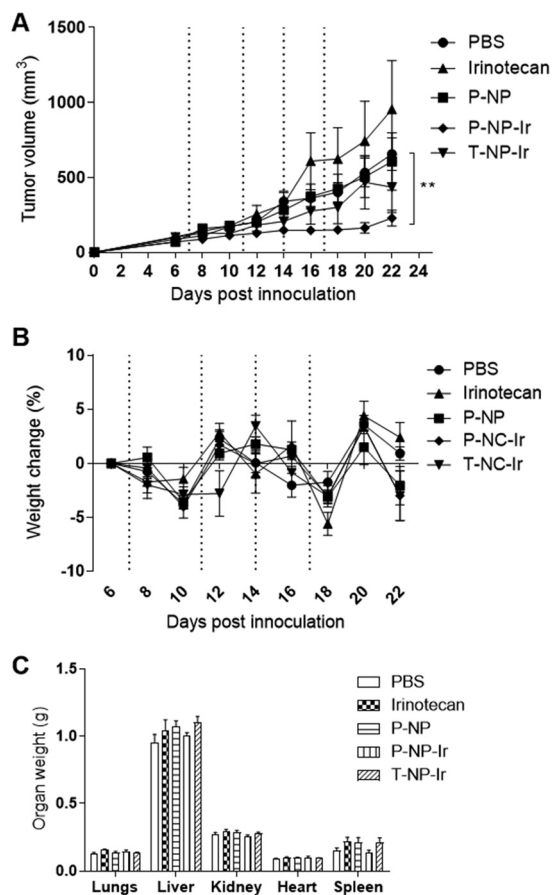 A
Tumor volume (mm³)
1500
1000
500
0
0 2 4 6 8 10 12 14 16 18 20 22 24
Days post innoculation
PBS
Irinotecan
P-NP
P-NP-Ir
T-NP-Ir
**
B
Weight change (%)
10
5
0
-5
-10
6 8 10 12 14 16 18 20 22
Days post innoculation
PBS
Irinotecan
P-NP
P-NC-Ir
T-NC-Ir
C
Organ weight (g)
1.5
1.0
0.5
0.0
Lungs Liver Kidney Heart Spleen
PBS
Irinotecan
P-NP
P-NP-Ir
T-NP-Ir